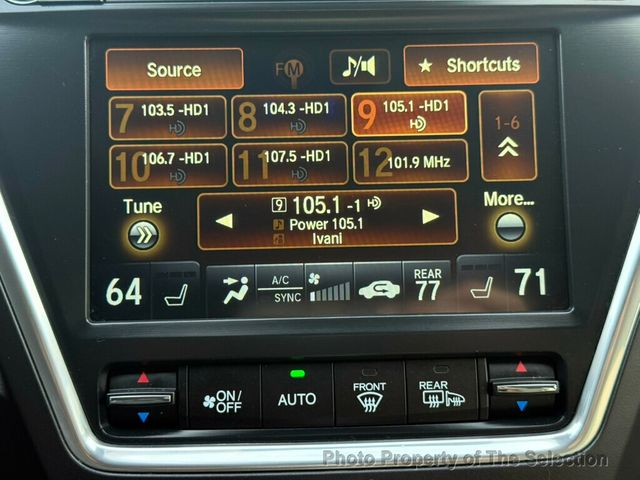 Source
FM
★ Shortcuts
7 103.5 -HD1
8 104.3 -HD1
9 105.1 -HD1
1-6
10 106.7 -HD1
11 107.5 -HD1
12 101.9 MHz
Tune
9 105.1 -1 HD
Power 105.1
Ivani
More...
64
A/C
SYNC
REAR
77
71
ON/
OFF
AUTO
FRONT
REAR
Photo Property of The Selection